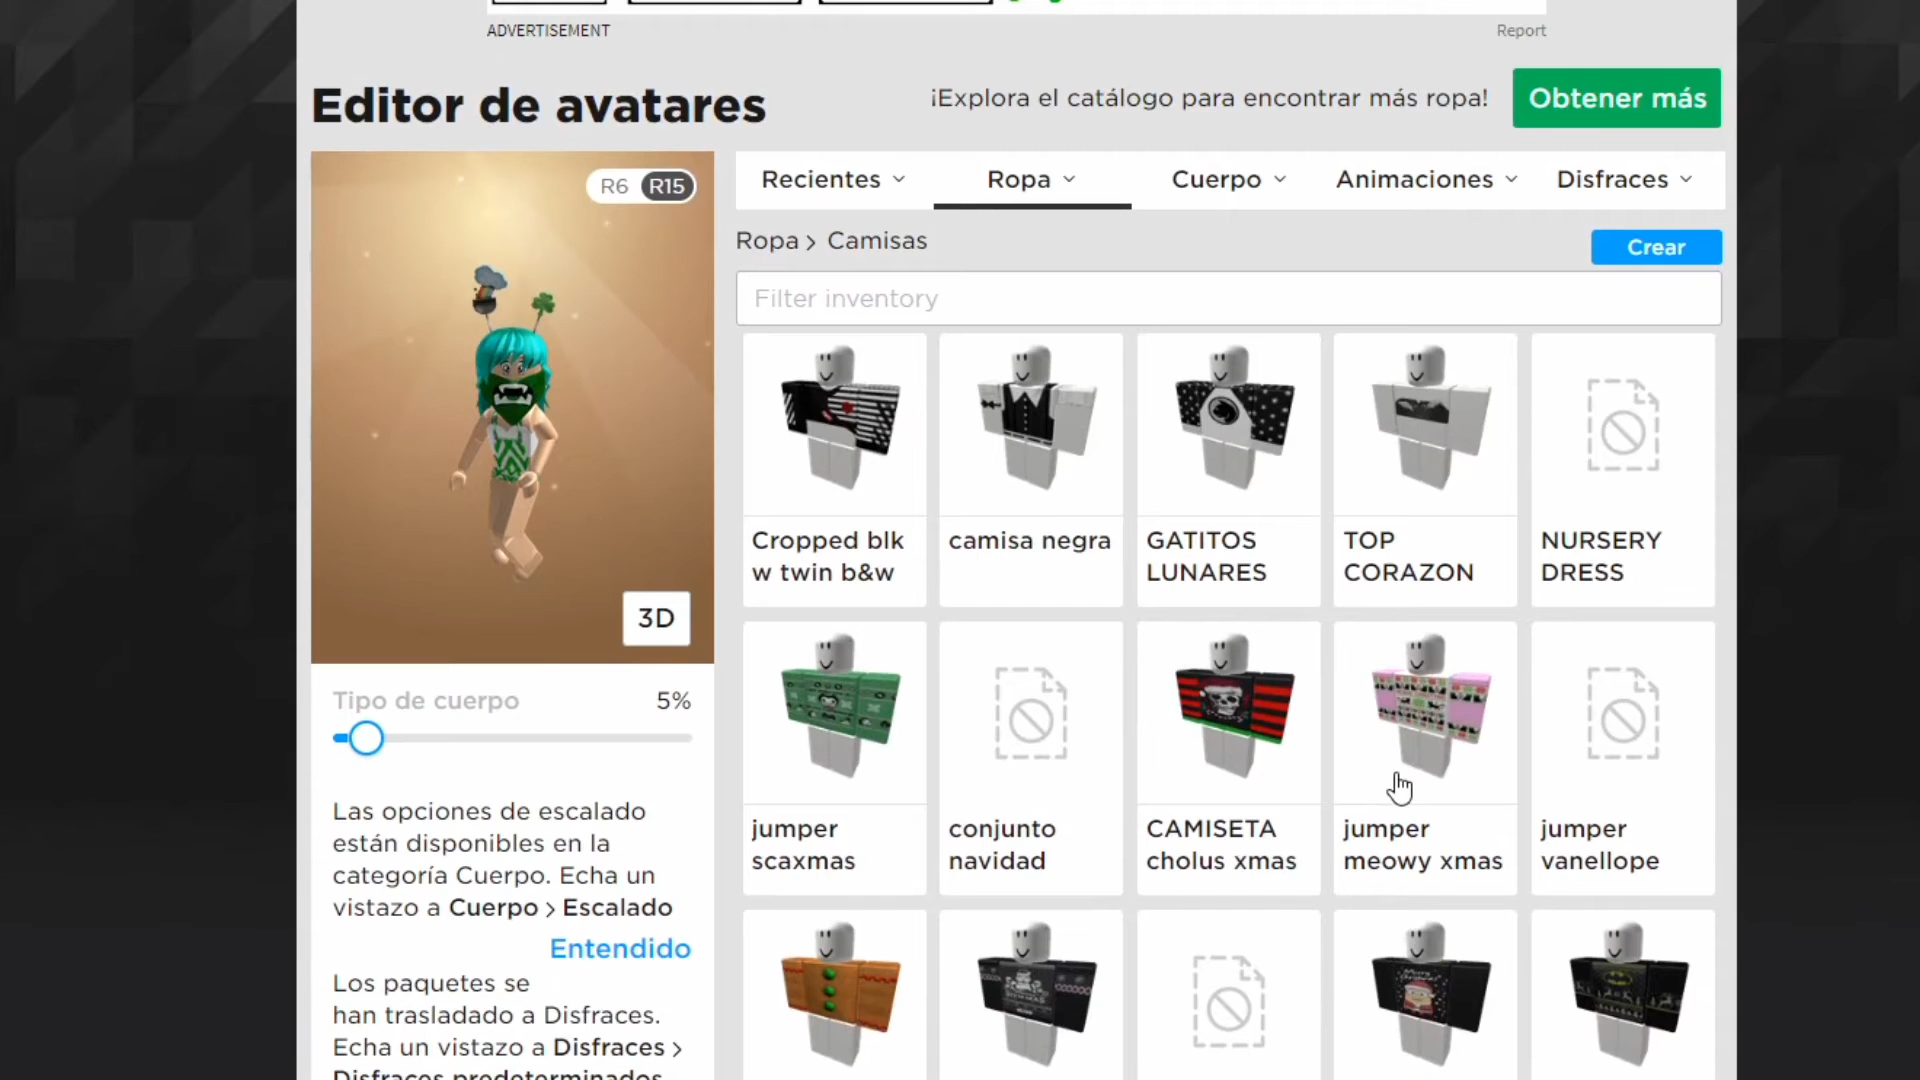 ADVERTISEMENT
Report
Editor de avatares
¡Explora el catálogo para encontrar más ropa!
Obtener más
R6 R15
Recientes
Ropa
Cuerpo
Animaciones
Disfraces
Ropa > Camisas
Crear
Filter inventory
Cropped blk
w twin b&w
camisa negra
GATITOS
LUNARES
TOP
CORAZON
NURSERY
DRESS
3D
Tipo de cuerpo
5%
jumper
scaxmas
conjunto
navidad
CAMISETA
cholus xmas
jumper
meowy xmas
jumper
vanellope
Las opciones de escalado
están disponibles en la
categoría Cuerpo. Echa un
vistazo a Cuerpo > Escalado
Entendido
Los paquetes se
han trasladado a Disfraces.
Echa un vistazo a Disfraces >
Disfraces predeterminados